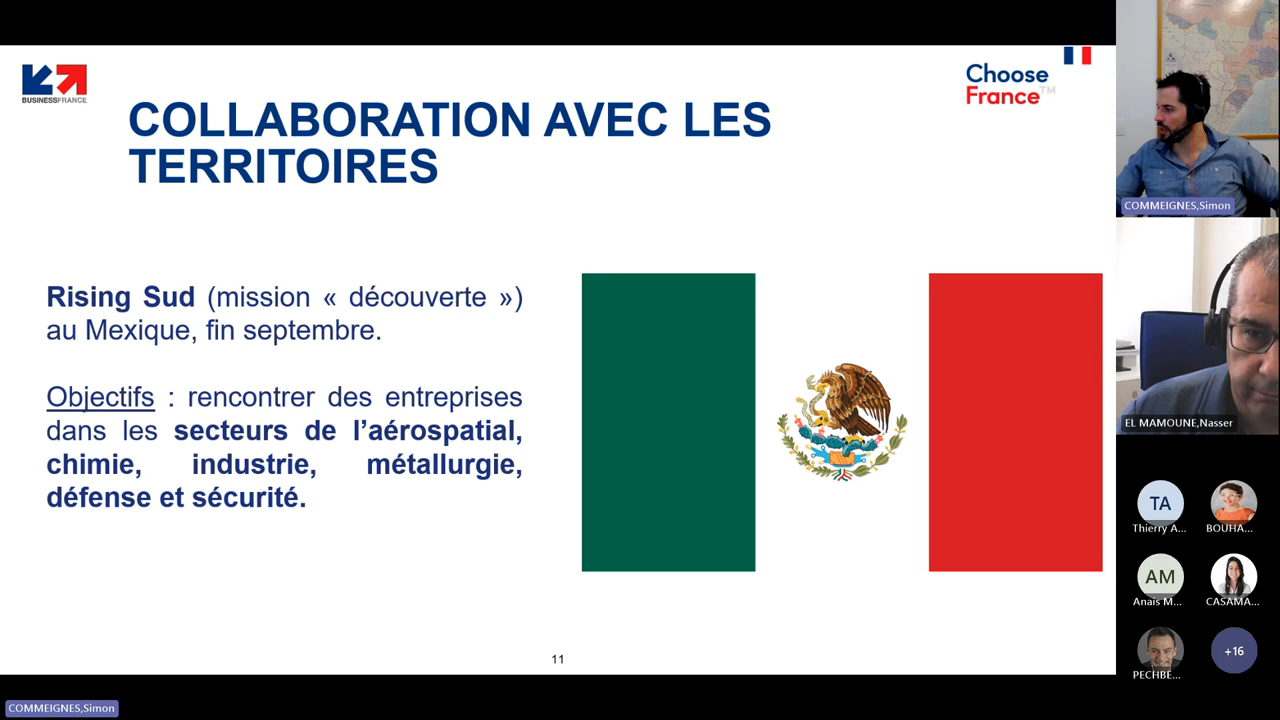 BUSINESSFRANCE
Choose
France™
COLLABORATION AVEC LES
TERRITOIRES
Rising Sud (mission « découverte »)
au Mexique, fin septembre.
Objectifs : rencontrer des entreprises
dans les secteurs de l’aérospatial,
chimie, industrie, métallurgie,
défense et sécurité.
11
COMMEIGNES,Simon
COMMEIGNES,Simon
EL MAMOUNE,Nasser
TA
Thierry A...
BOUHA...
AM
Anaïs M...
CASAMA...
PECHBE...
+16